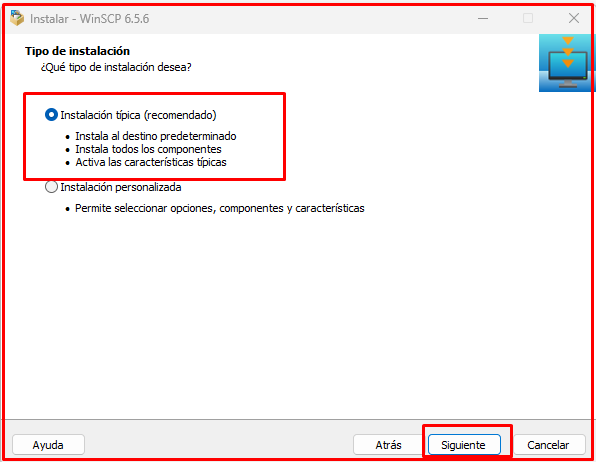 Instalar - WinSCP 6.5.6
Tipo de instalación
¿Qué tipo de instalación desea?
Instalación típica (recomendado)
• Instala al destino predeterminado
• Instala todos los componentes
• Activa las características típicas
Instalación personalizada
• Permite seleccionar opciones, componentes y características
Ayuda Atrás Siguiente Cancelar